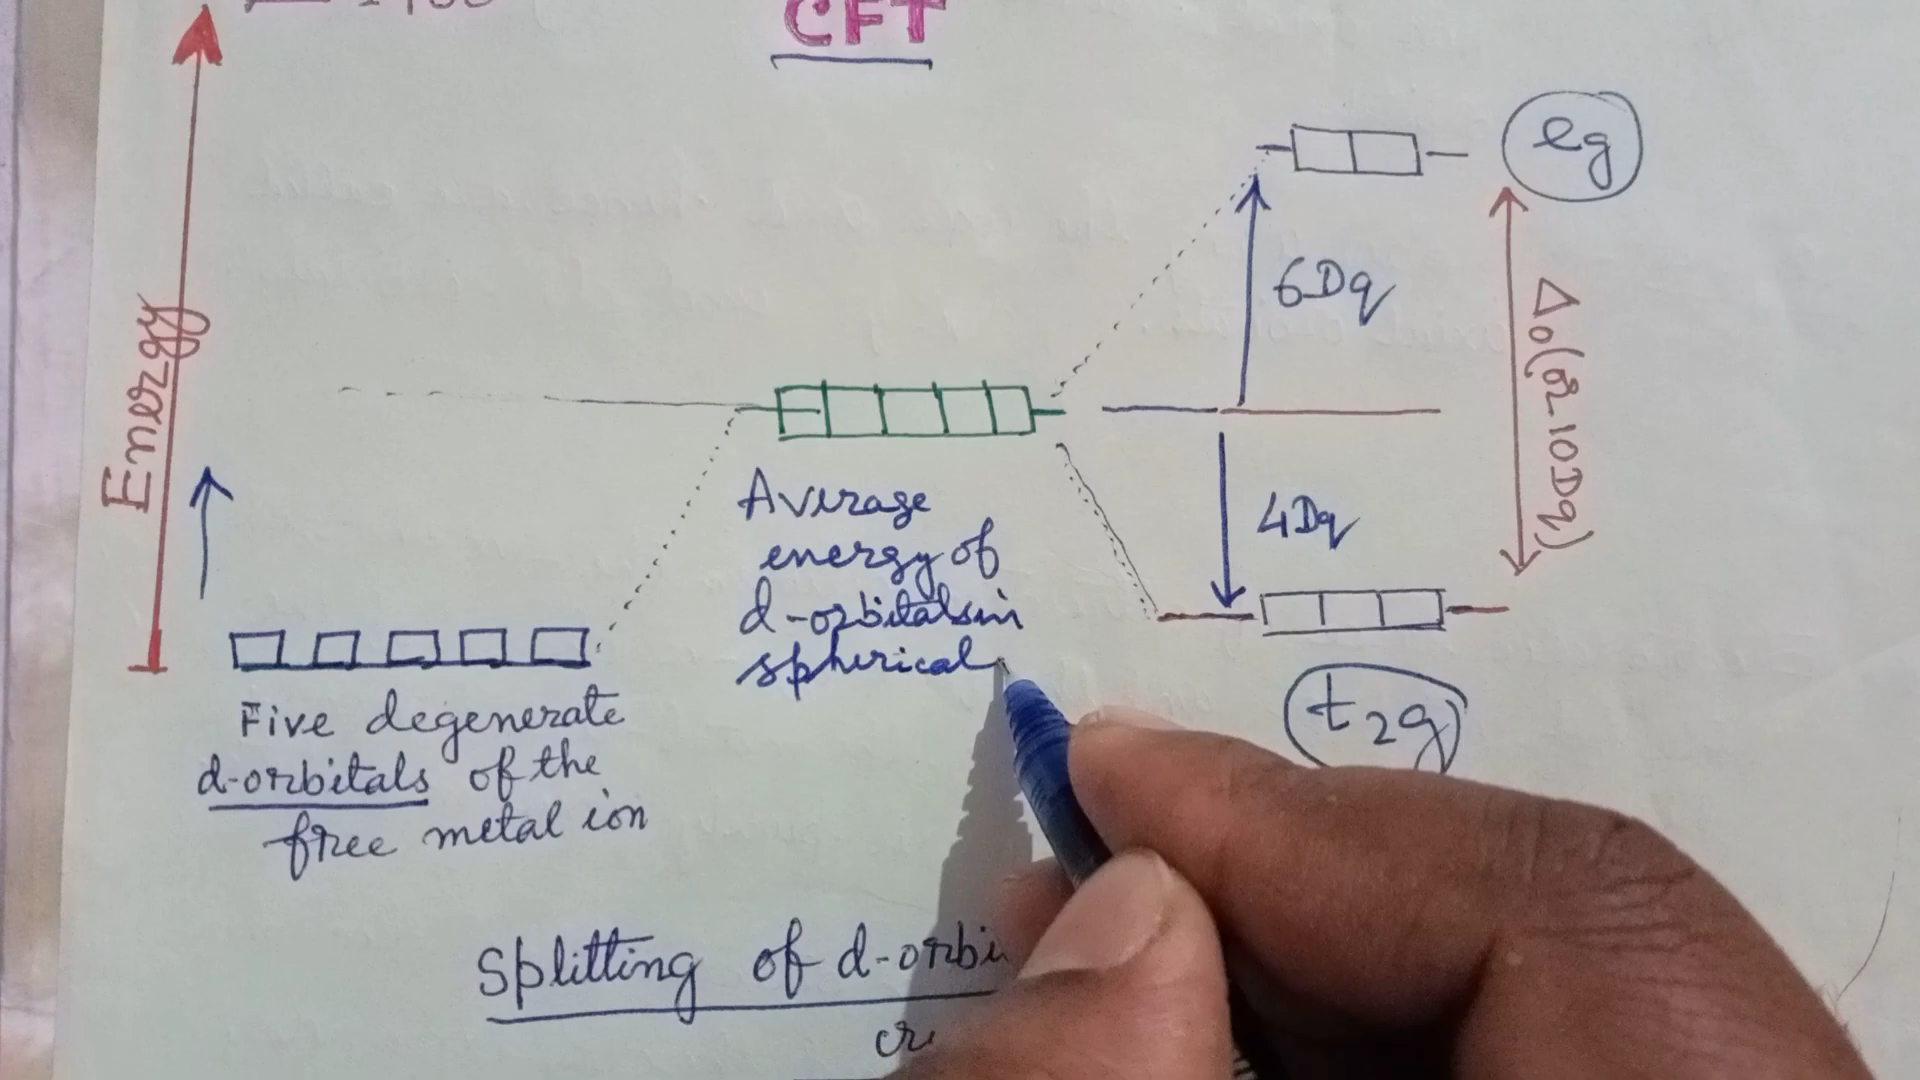 CFT
eg
6Dq
Δo (or 10Dq)
Energy
4Dq
Average
energy of
d-orbitals in
spherical
t2g
Five degenerate
d-orbitals of the
free metal ion
Splitting of